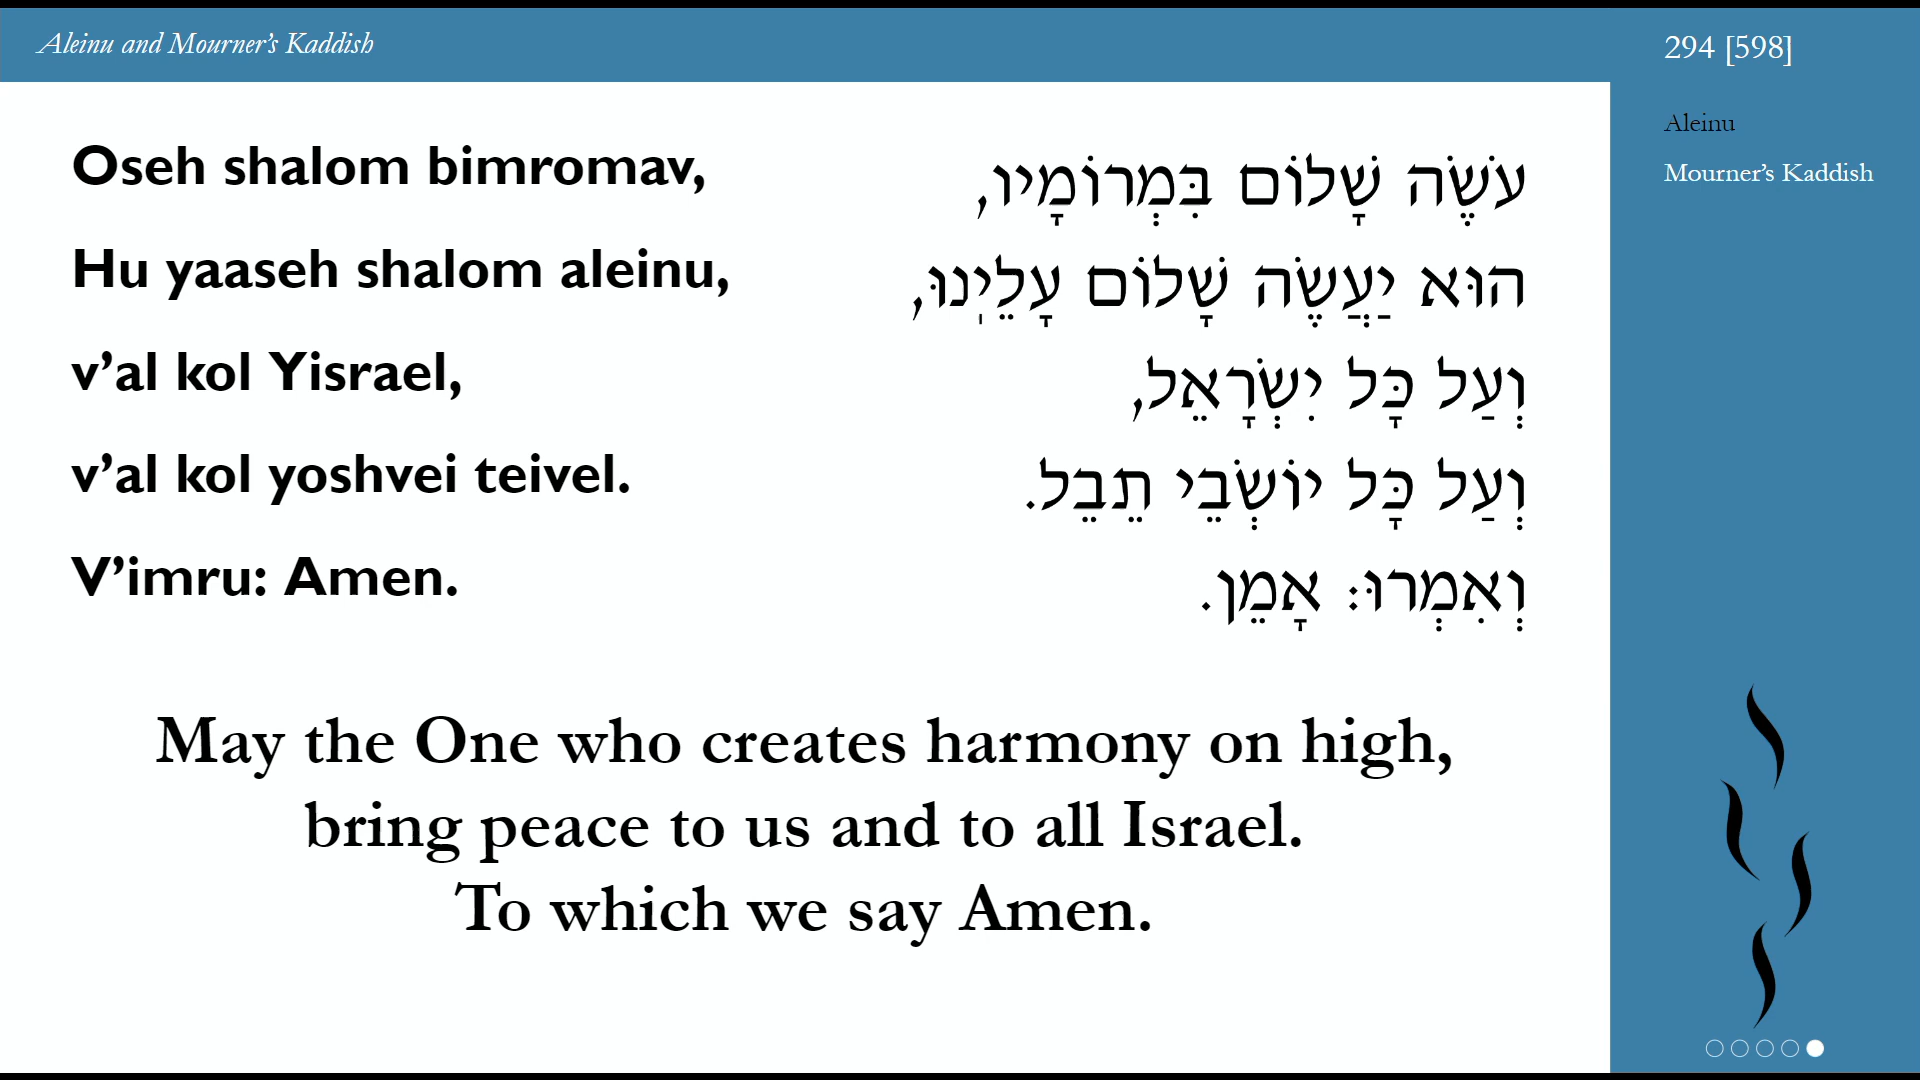 Aleinu and Mourner’s Kaddish
294 [598]
Aleinu
Mourner’s Kaddish
Oseh shalom bimromav,
עֹשֶׂה שָׁלוֹם בִּמְרוֹמָיו,
Hu yaaseh shalom aleinu,
הוּא יַעֲשֶׂה שָׁלוֹם עָלֵיֽנוּ,
v’al kol Yisrael,
וְעַל כָּל יִשְׂרָאֵל,
v’al kol yoshvei teivel.
וְעַל כָּל יוֹשְׂבֵי תֵבֵל.
V’imru: Amen.
וְאִמְרוּ: אָמֵן.
May the One who creates harmony on high,
bring peace to us and to all Israel.
To which we say Amen.